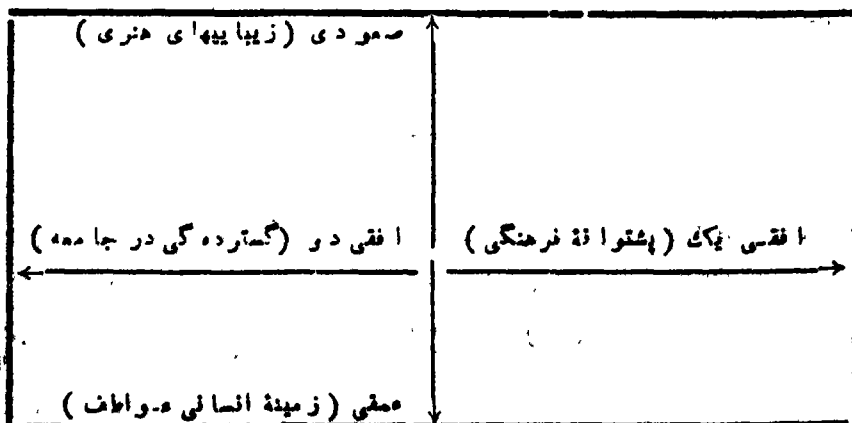 صعودی (زیباییهای هنری)
افقی یک (پشتوانهٔ فرهنگی)
افقی دو (گسترده گی در جامعه)
عمقی (زمینهٔ انسانی عواطف)